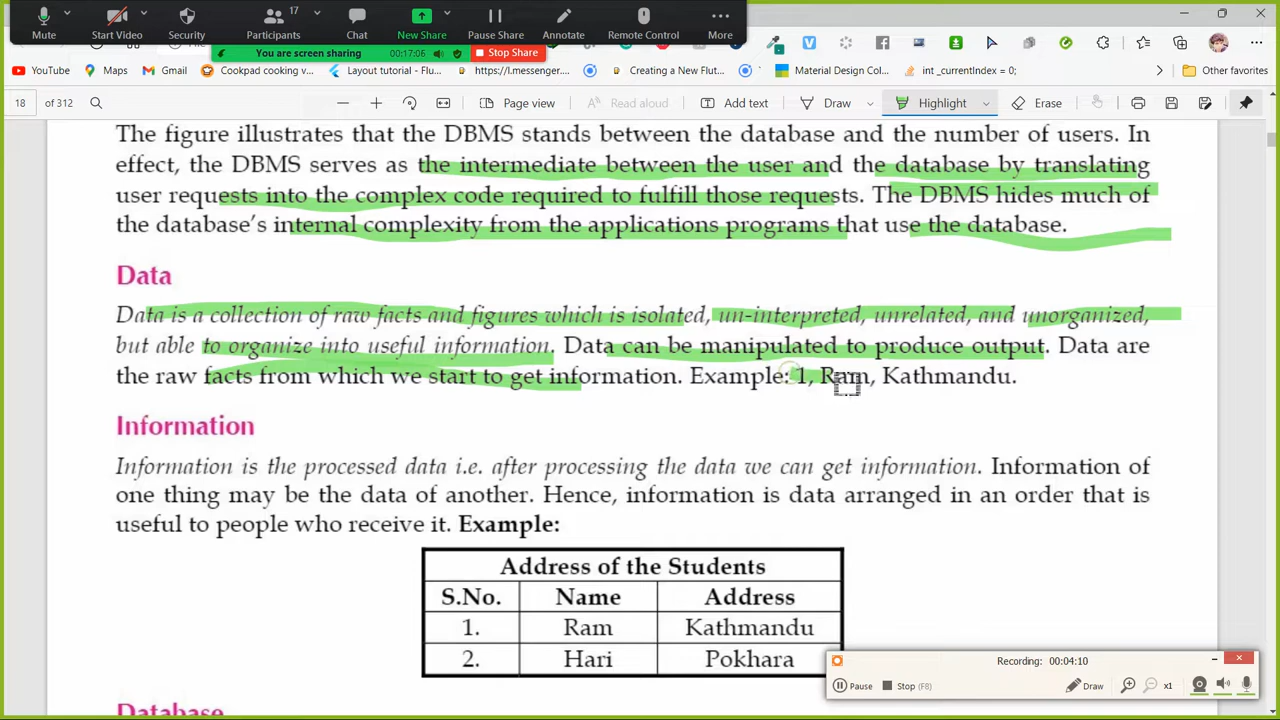 17
Mute
Start Video
Security
Participants
Chat
New Share
Pause Share
Annotate
Remote Control
More
You are screen sharing
00:17:06
Stop Share
YouTube
Maps
Gmail
Cookpad cooking v...
Layout tutorial - Flu...
https://l.messenger...
Creating a New Flut...
Material Design Col...
int _currentIndex = 0;
Other favorites
18 of 312
Page view
Read aloud
Add text
Draw
Highlight
Erase
The figure illustrates that the DBMS stands between the database and the number of users. In
effect, the DBMS serves as the intermediate between the user and the database by translating
user requests into the complex code required to fulfill those requests. The DBMS hides much of
the database's internal complexity from the applications programs that use the database.
Data
Data is a collection of raw facts and figures which is isolated, un-interpreted, unrelated, and unorganized,
but able to organize into useful information. Data can be manipulated to produce output. Data are
the raw facts from which we start to get information. Example: 1, Ram, Kathmandu.
Information
Information is the processed data i.e. after processing the data we can get information. Information of
one thing may be the data of another. Hence, information is data arranged in an order that is
useful to people who receive it. Example:
Address of the Students
S.No. Name Address
1. Ram Kathmandu
2. Hari Pokhara
Database
Recording: 00:04:10
Pause
Stop (F8)
Draw
x1